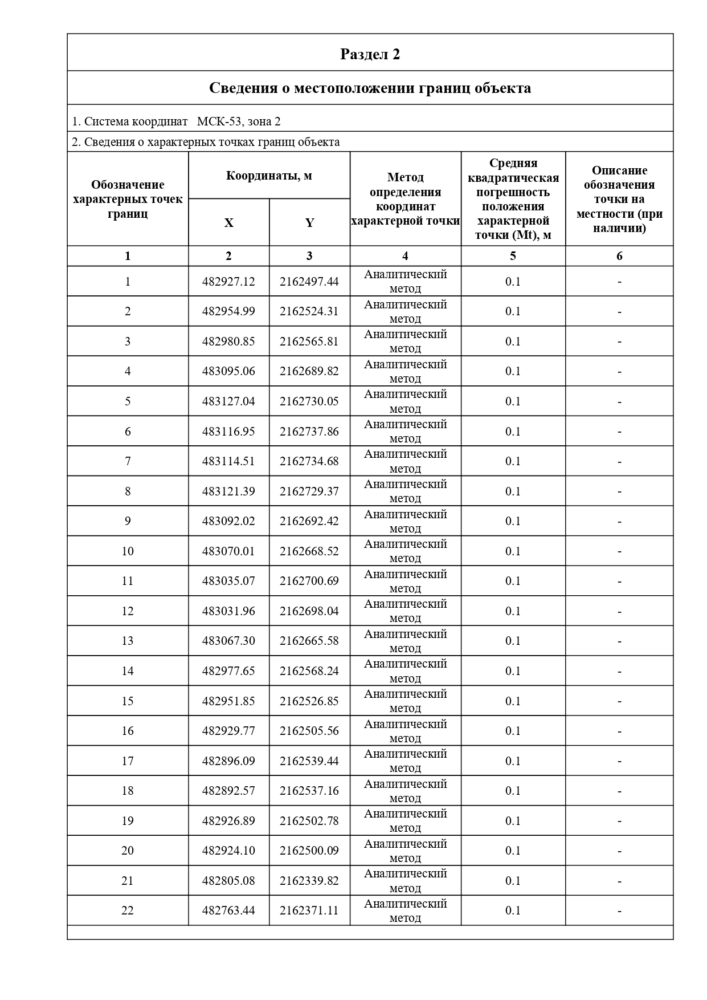 Раздел 2
Сведения о местоположении границ объекта
1. Система координат МСК-53, зона 2
2. Сведения о характерных точках границ объекта
Обозначение
характерных точек
границ
Координаты, м
X
Y
Метод
определения
координат
характерной точки
Средняя
квадратическая
погрешность
положения
характерной
точки (Mt), м
Описание
обозначения
точки на
местности (при
наличии)
1 2 3 4 5 6
1 482927.12 2162497.44 Аналитический метод 0.1 -
2 482954.99 2162524.31 Аналитический метод 0.1 -
3 482980.85 2162565.81 Аналитический метод 0.1 -
4 483095.06 2162689.82 Аналитический метод 0.1 -
5 483127.04 2162730.05 Аналитический метод 0.1 -
6 483116.95 2162737.86 Аналитический метод 0.1 -
7 483114.51 2162734.68 Аналитический метод 0.1 -
8 483121.39 2162729.37 Аналитический метод 0.1 -
9 483092.02 2162692.42 Аналитический метод 0.1 -
10 483070.01 2162668.52 Аналитический метод 0.1 -
11 483035.07 2162700.69 Аналитический метод 0.1 -
12 483031.96 2162698.04 Аналитический метод 0.1 -
13 483067.30 2162665.58 Аналитический метод 0.1 -
14 482977.65 2162568.24 Аналитический метод 0.1 -
15 482951.85 2162526.85 Аналитический метод 0.1 -
16 482929.77 2162505.56 Аналитический метод 0.1 -
17 482896.09 2162539.44 Аналитический метод 0.1 -
18 482892.57 2162537.16 Аналитический метод 0.1 -
19 482926.89 2162502.78 Аналитический метод 0.1 -
20 482924.10 2162500.09 Аналитический метод 0.1 -
21 482805.08 2162339.82 Аналитический метод 0.1 -
22 482763.44 2162371.11 Аналитический метод 0.1 -